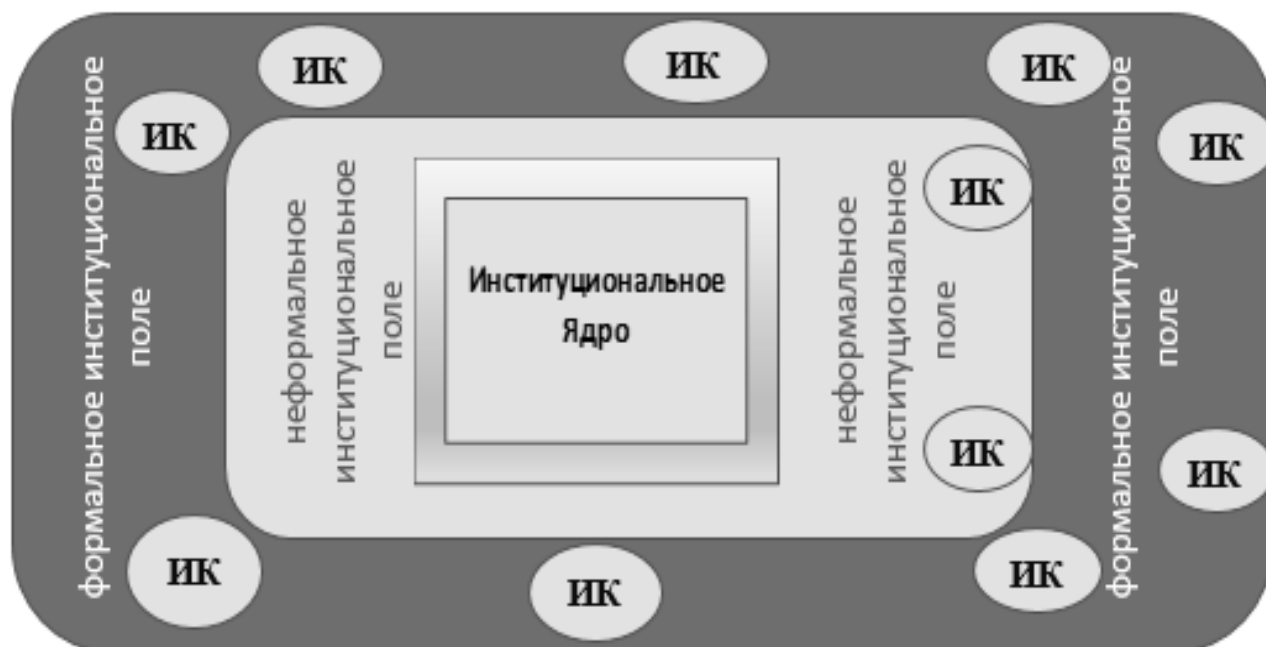 ИК
ИК
ИК
ИК
ИК
формальное институциональное
поле
неформальное
институциональное
поле
Институциональное
Ядро
неформальное
институциональное
поле
ИК
ИК
формальное институциональное
поле
ИК
ИК
ИК
ИК